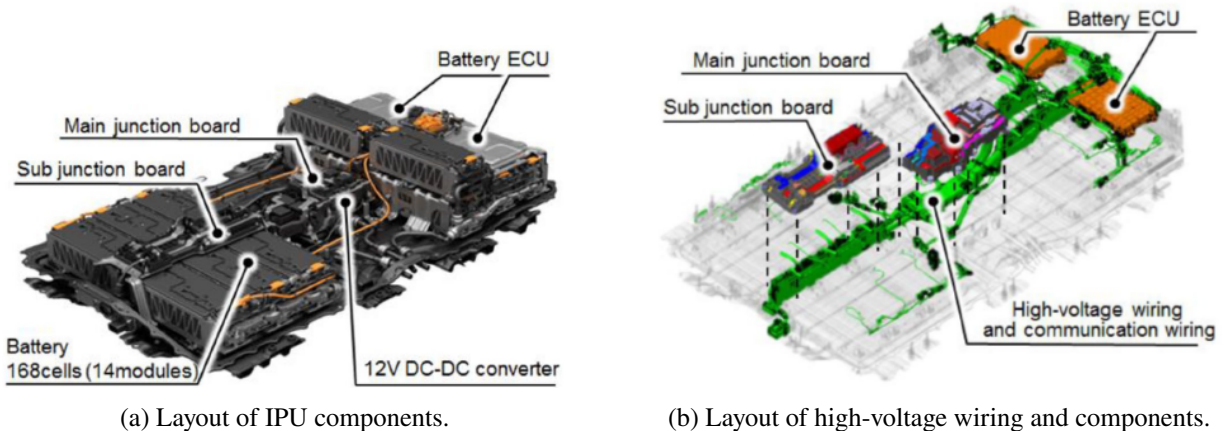 Battery ECU
Main junction board
Sub junction board
Battery
168cells (14modules)
12V DC-DC converter
(a) Layout of IPU components.
Battery ECU
Main junction board
Sub junction board
High-voltage wiring
and communication wiring
(b) Layout of high-voltage wiring and components.